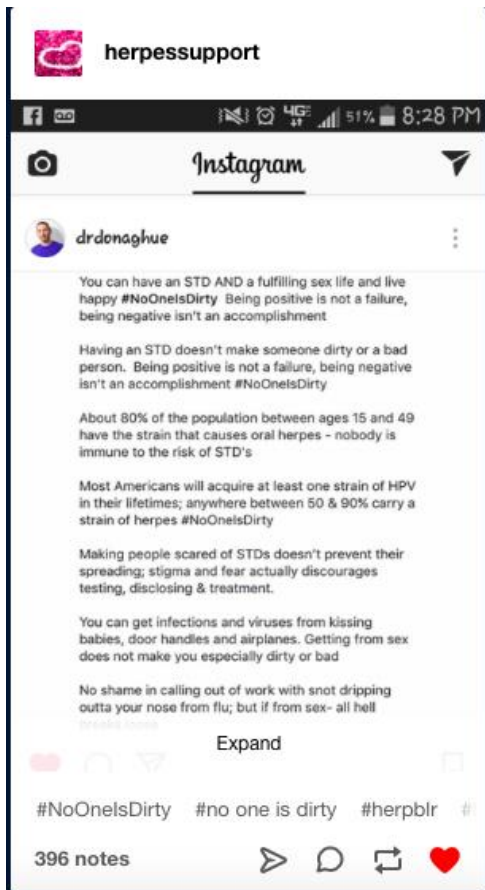 herpessupport
4G 51% 8:28 PM
Instagram
drdonaghue
You can have an STD AND a fulfilling sex life and live
happy #NoOneIsDirty Being positive is not a failure,
being negative isn't an accomplishment
Having an STD doesn't make someone dirty or a bad
person. Being positive is not a failure, being negative
isn't an accomplishment #NoOneIsDirty
About 80% of the population between ages 15 and 49
have the strain that causes oral herpes - nobody is
immune to the risk of STD's
Most Americans will acquire at least one strain of HPV
in their lifetimes; anywhere between 50 & 90% carry a
strain of herpes #NoOneIsDirty
Making people scared of STDs doesn't prevent their
spreading; stigma and fear actually discourages
testing, disclosing & treatment.
You can get infections and viruses from kissing
babies, door handles and airplanes. Getting from sex
does not make you especially dirty or bad
No shame in calling out of work with snot dripping
outta your nose from flu; but if from sex- all hell
breaks loose
Expand
#NoOneIsDirty #no one is dirty #herpblr #
396 notes